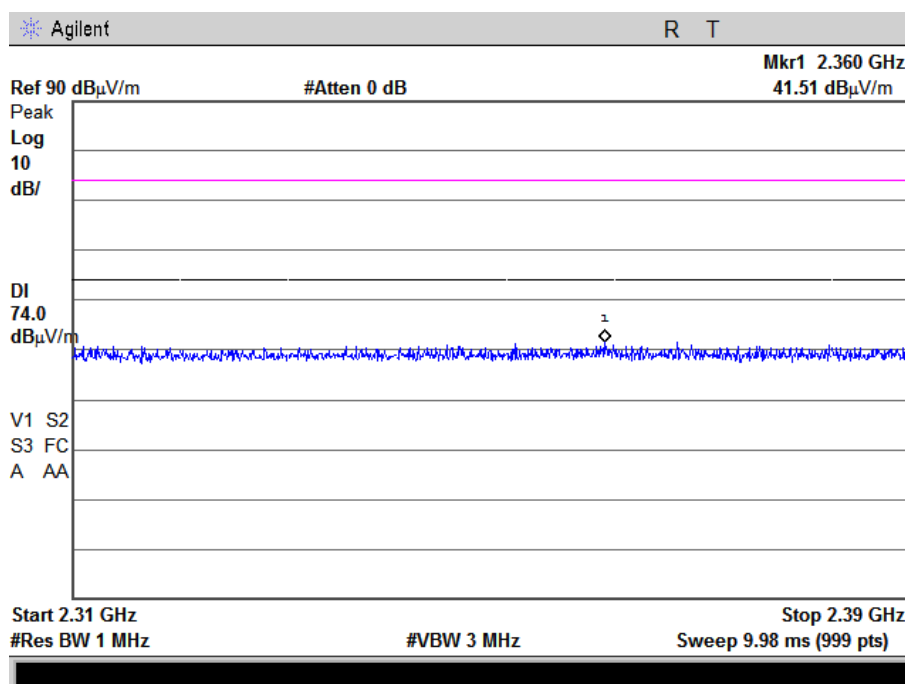 Agilent R T
Mkr1 2.360 GHz
Ref 90 dBµV/m #Atten 0 dB 41.51 dBµV/m
Peak
Log
10
dB/
DI
74.0
dBµV/m
1
V1 S2
S3 FC
A AA
Start 2.31 GHz Stop 2.39 GHz
#Res BW 1 MHz #VBW 3 MHz Sweep 9.98 ms (999 pts)